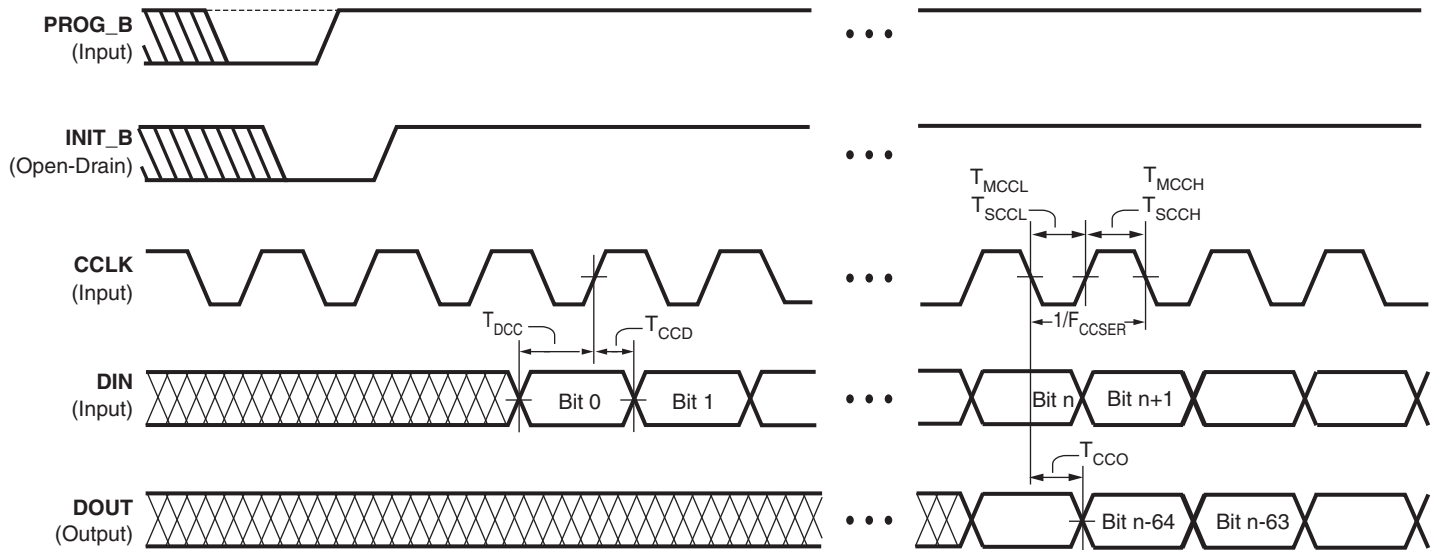 PROG_B
(Input)
INIT_B
(Open-Drain)
T_MCCL
T_SCCL
T_MCCH
T_SCCH
CCLK
(Input)
1/F_CCSER
T_DCC
T_CCD
DIN
(Input)
Bit 0
Bit 1
Bit n
Bit n+1
T_CCO
DOUT
(Output)
Bit n-64
Bit n-63